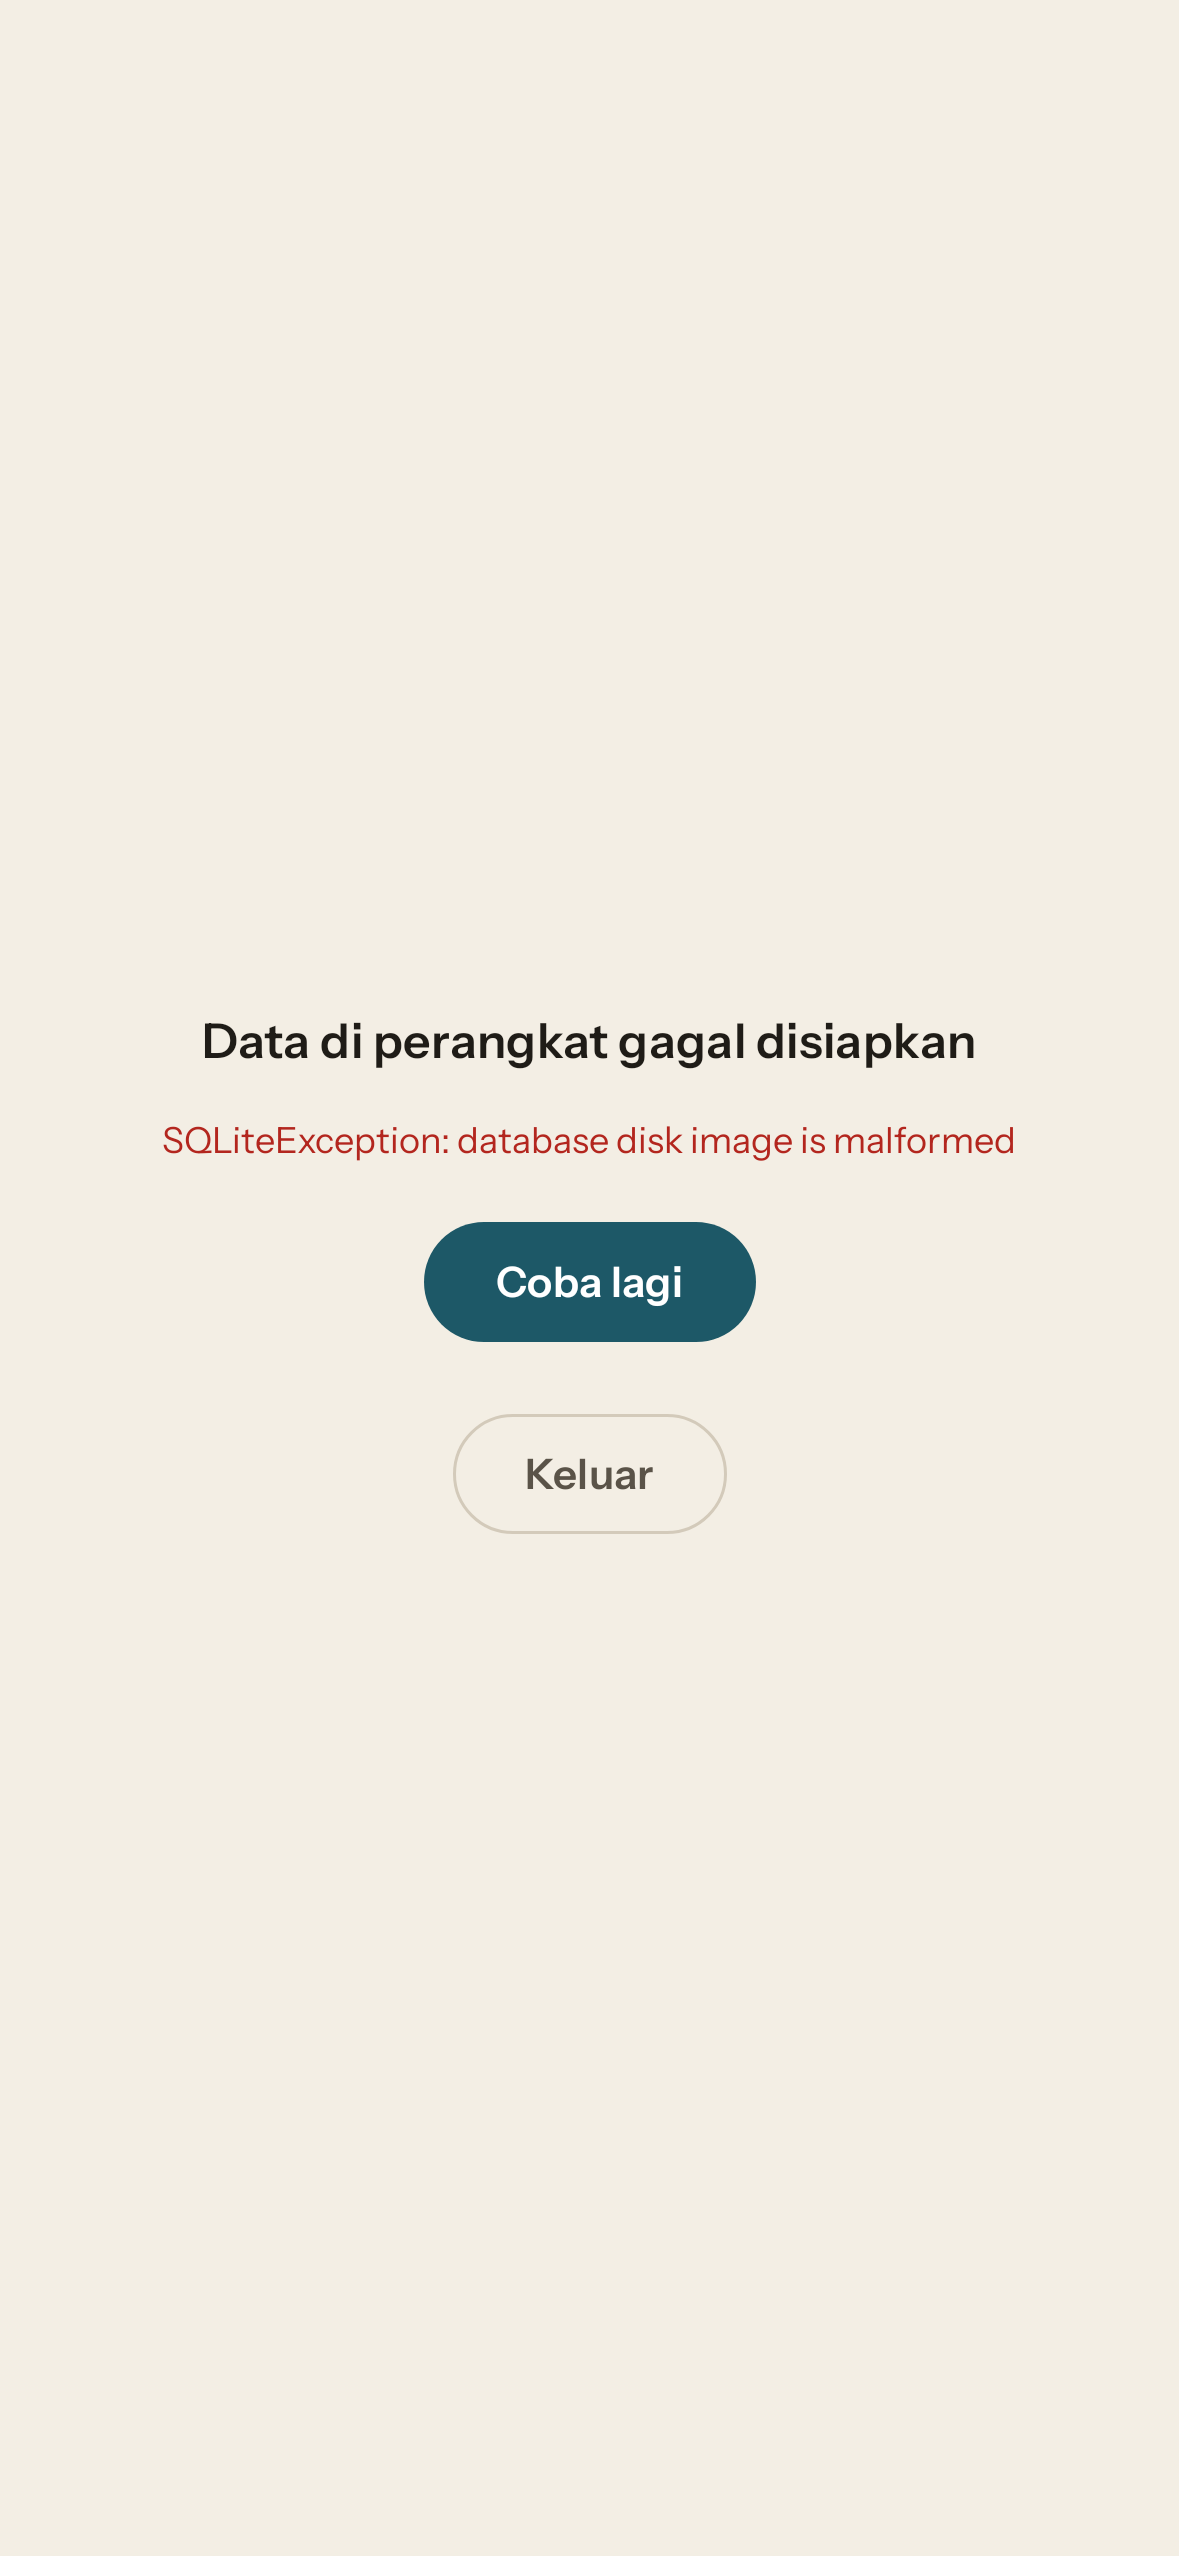 Data di perangkat gagal disiapkan
SQLiteException: database disk image is malformed
Coba lagi
Keluar